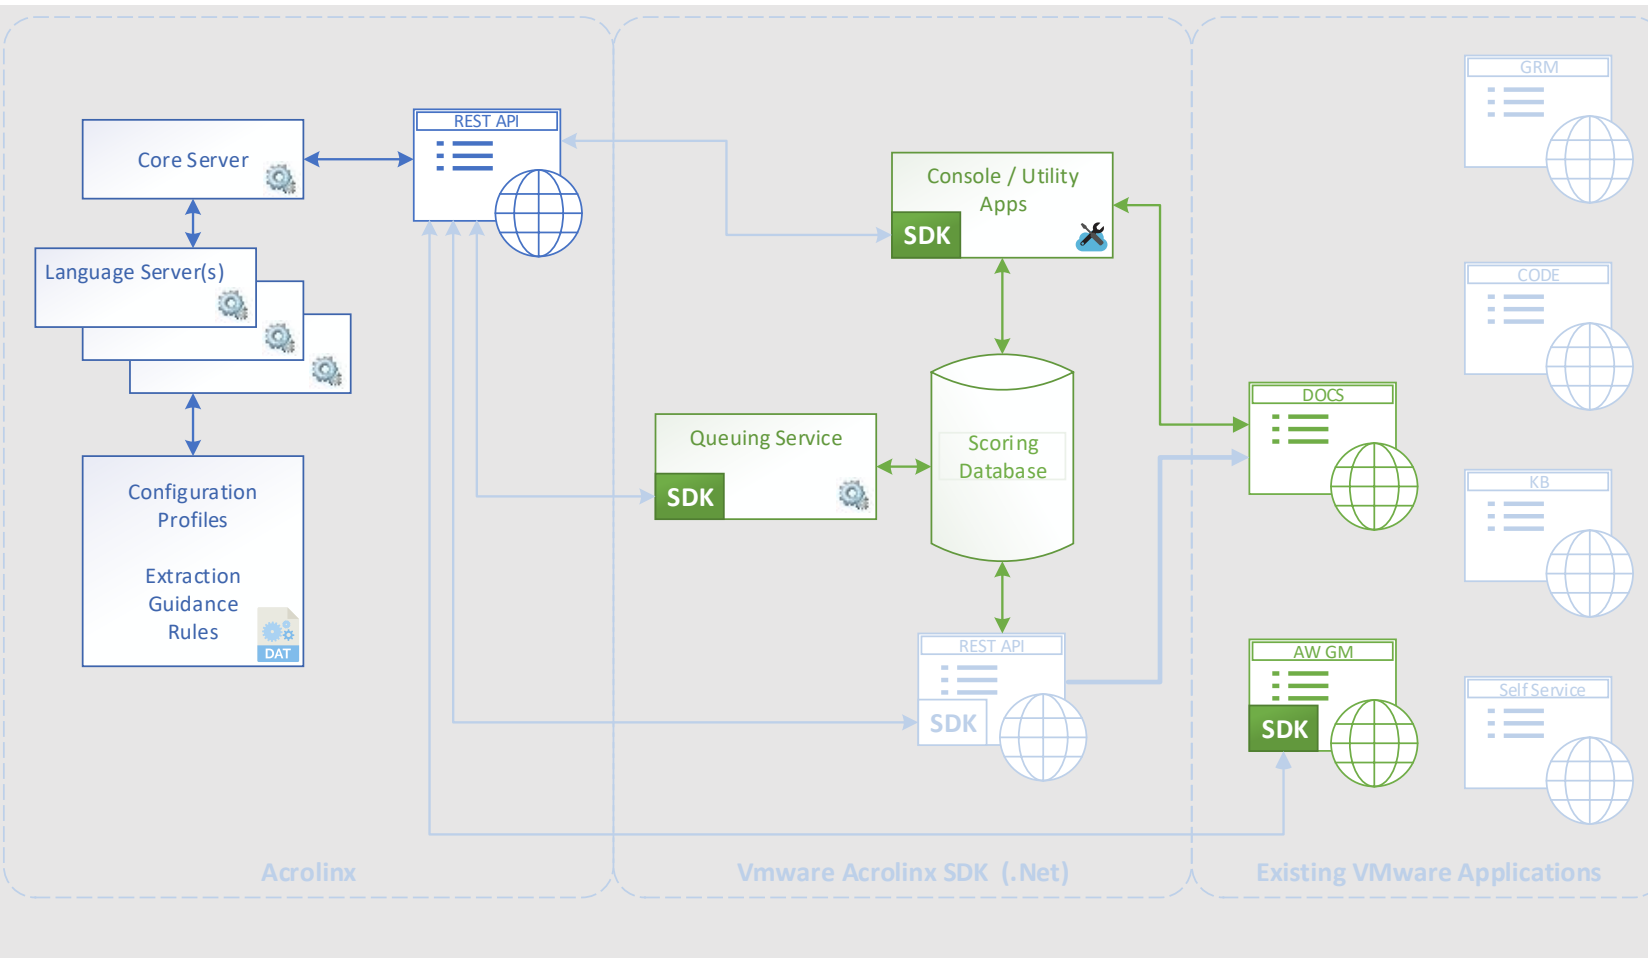 REST API
Core Server
Language Server(s)
Configuration
Profiles
Extraction
Guidance
Rules
DAT
Acrolinx
Console / Utility
Apps
SDK
Queuing Service
SDK
Scoring
Database
REST API
SDK
Vmware Acrolinx SDK (.Net)
GRM
CODE
DOCS
KB
AW GM
SDK
Self Service
Existing VMware Applications